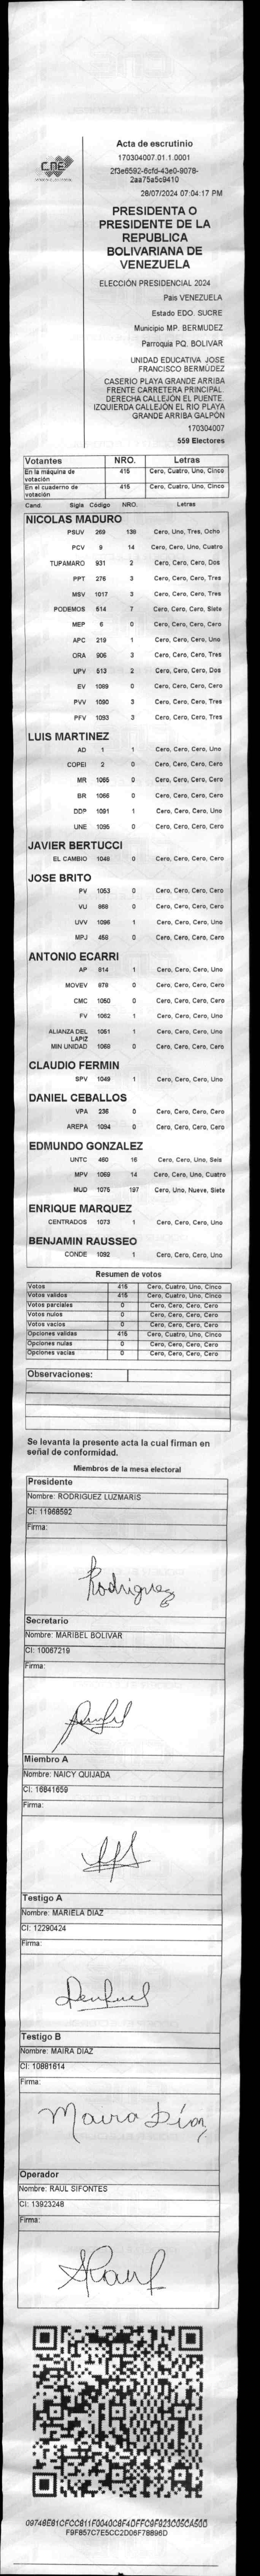 CNE
Acta de escrutinio
170304007.01.1.0001
2f3e6592-6cfd-43e0-9078-
2aa75a5c9410
28/07/2024 07:04:17 PM
PRESIDENTA O
PRESIDENTE DE LA
REPUBLICA
BOLIVARIANA DE
VENEZUELA
ELECCIÓN PRESIDENCIAL 2024
Pais VENEZUELA
Estado EDO. SUCRE
Municipio MP. BERMUDEZ
Parroquia PQ. BOLIVAR
UNIDAD EDUCATIVA JOSE
FRANCISCO BERMÚDEZ
CASERIO PLAYA GRANDE ARRIBA
FRENTE CARRETERA PRINCIPAL.
DERECHA CALLEJÓN EL PUENTE.
IZQUIERDA CALLEJÓN EL RIO PLAYA
GRANDE ARRIBA GALPÓN
170304007
559 Electores
Votantes NRO. Letras
En la máquina de votación 415 Cero, Cuatro, Uno, Cinco
En el cuaderno de votación 415 Cero, Cuatro, Uno, Cinco
Cand. Sigla Código NRO. Letras
NICOLAS MADURO
PSUV 269 138 Cero, Uno, Tres, Ocho
PCV 9 14 Cero, Cero, Uno, Cuatro
TUPAMARO 931 2 Cero, Cero, Cero, Dos
PPT 276 3 Cero, Cero, Cero, Tres
MSV 1017 3 Cero, Cero, Cero, Tres
PODEMOS 514 7 Cero, Cero, Cero, Siete
MEP 6 0 Cero, Cero, Cero, Cero
APC 219 1 Cero, Cero, Cero, Uno
ORA 906 3 Cero, Cero, Cero, Tres
UPV 513 2 Cero, Cero, Cero, Dos
EV 1089 0 Cero, Cero, Cero, Cero
PVV 1090 3 Cero, Cero, Cero, Tres
PFV 1093 3 Cero, Cero, Cero, Tres
LUIS MARTINEZ
AD 1 1 Cero, Cero, Cero, Uno
COPEI 2 0 Cero, Cero, Cero, Cero
MR 1065 0 Cero, Cero, Cero, Cero
BR 1066 0 Cero, Cero, Cero, Cero
DDP 1091 1 Cero, Cero, Cero, Uno
UNE 1095 0 Cero, Cero, Cero, Cero
JAVIER BERTUCCI
EL CAMBIO 1048 0 Cero, Cero, Cero, Cero
JOSE BRITO
PV 1053 0 Cero, Cero, Cero, Cero
VU 868 0 Cero, Cero, Cero, Cero
UVV 1096 1 Cero, Cero, Cero, Uno
MPJ 458 0 Cero, Cero, Cero, Cero
ANTONIO ECARRI
AP 814 1 Cero, Cero, Cero, Uno
MOVEV 878 0 Cero, Cero, Cero, Cero
CMC 1050 0 Cero, Cero, Cero, Cero
FV 1062 1 Cero, Cero, Cero, Uno
ALIANZA DEL LAPIZ 1051 1 Cero, Cero, Cero, Uno
MIN UNIDAD 1068 0 Cero, Cero, Cero, Cero
CLAUDIO FERMIN
SPV 1049 1 Cero, Cero, Cero, Uno
DANIEL CEBALLOS
VPA 236 0 Cero, Cero, Cero, Cero
AREPA 1094 0 Cero, Cero, Cero, Cero
EDMUNDO GONZALEZ
UNTC 460 16 Cero, Cero, Uno, Seis
MPV 1069 14 Cero, Cero, Uno, Cuatro
MUD 1075 197 Cero, Uno, Nueve, Siete
ENRIQUE MARQUEZ
CENTRADOS 1073 1 Cero, Cero, Cero, Uno
BENJAMIN RAUSSEO
CONDE 1092 1 Cero, Cero, Cero, Uno
Resumen de votos
Votos 415 Cero, Cuatro, Uno, Cinco
Votos validos 415 Cero, Cuatro, Uno, Cinco
Votos parciales 0 Cero, Cero, Cero, Cero
Votos nulos 0 Cero, Cero, Cero, Cero
Votos vacios 0 Cero, Cero, Cero, Cero
Opciones validas 415 Cero, Cuatro, Uno, Cinco
Opciones nulas 0 Cero, Cero, Cero, Cero
Opciones vacias 0 Cero, Cero, Cero, Cero
Observaciones:
Se levanta la presente acta la cual firman en
señal de conformidad.
Miembros de la mesa electoral
Presidente
Nombre: RODRIGUEZ LUZMARIS
CI: 11968592
Firma:
Rodriguez
Secretario
Nombre: MARIBEL BOLIVAR
CI: 10067219
Firma:
Miembro A
Nombre: NAICY QUIJADA
CI: 16841659
Firma:
Testigo A
Nombre: MARIELA DIAZ
CI: 12290424
Firma:
Testigo B
Nombre: MAIRA DIAZ
CI: 10881614
Firma:
Maira Díaz
Operador
Nombre: RAUL SIFONTES
CI: 13923248
Firma:
09748E81CFCC811F0040C8F4DFFC9F923C05CA50D
F9F857C7E5CC2D06F78896D